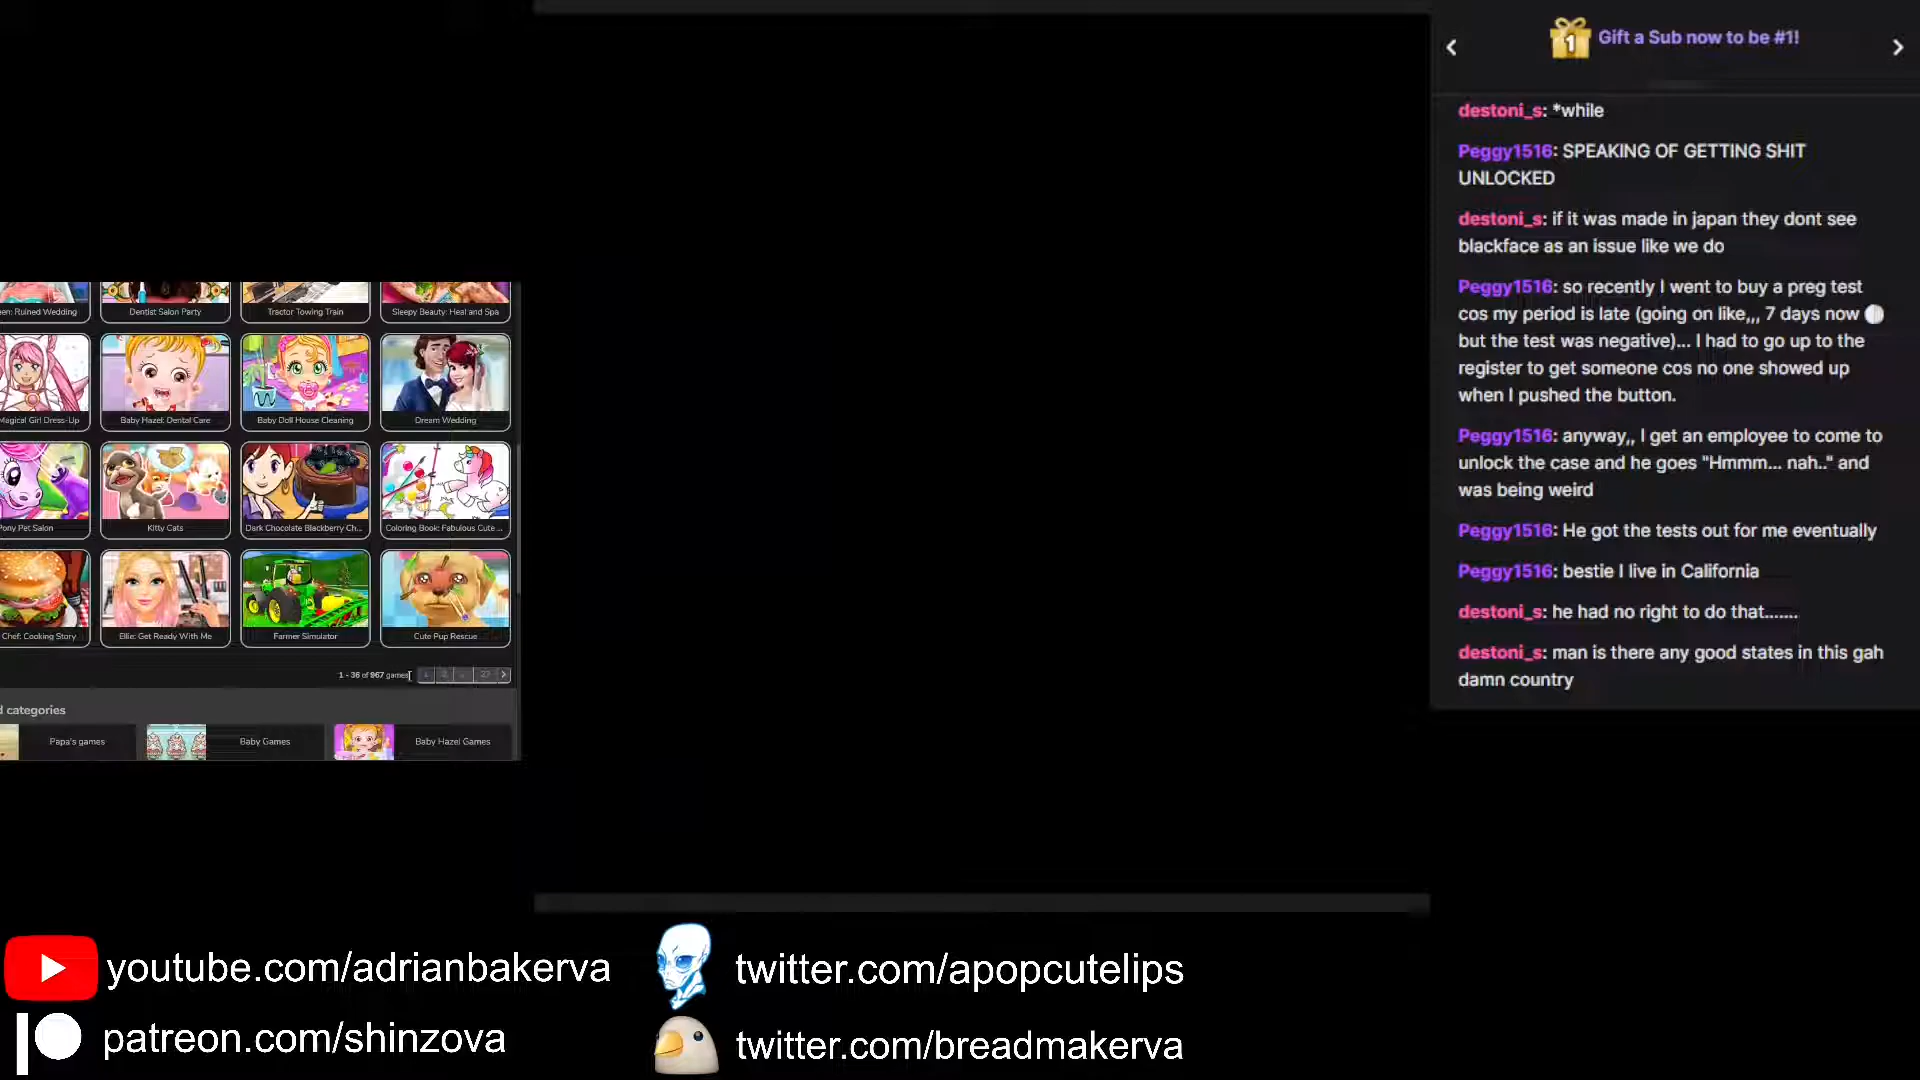 Gift a Sub now to be #1!
1
destoni_s: *while
Peggy1516: SPEAKING OF GETTING SHIT
UNLOCKED
destoni_s: if it was made in japan they dont see
blackface as an issue like we do
Peggy1516: so recently I went to buy a preg test
cos my period is late (going on like,,, 7 days now
but the test was negative)... I had to go up to the
register to get someone cos no one showed up
when I pushed the button.
Peggy1516: anyway,, I get an employee to come to
unlock the case and he goes "Hmmm... nah.." and
was being weird
Peggy1516: He got the tests out for me eventually
Peggy1516: bestie I live in California
destoni_s: he had no right to do that.......
destoni_s: man is there any good states in this gah
damn country
en: Ruined Wedding
Dentist Salon Party
Tractor Towing Train
Sleepy Beauty: Heal and Spa
Magical Girl Dress-Up
Baby Hazel: Dental Care
Baby Doll House Cleaning
Dream Wedding
Pony Pet Salon
Kitty Cats
Dark Chocolate Blackberry Ch...
Coloring Book: Fabulous Cute ...
Chef: Cooking Story
Ellie: Get Ready With Me
Farmer Simulator
Cute Pup Rescue
1 - 36 of 967 games
d categories
Papa's games
Baby Games
Baby Hazel Games
youtube.com/adrianbakerva
twitter.com/apopcutelips
patreon.com/shinzova
twitter.com/breadmakerva